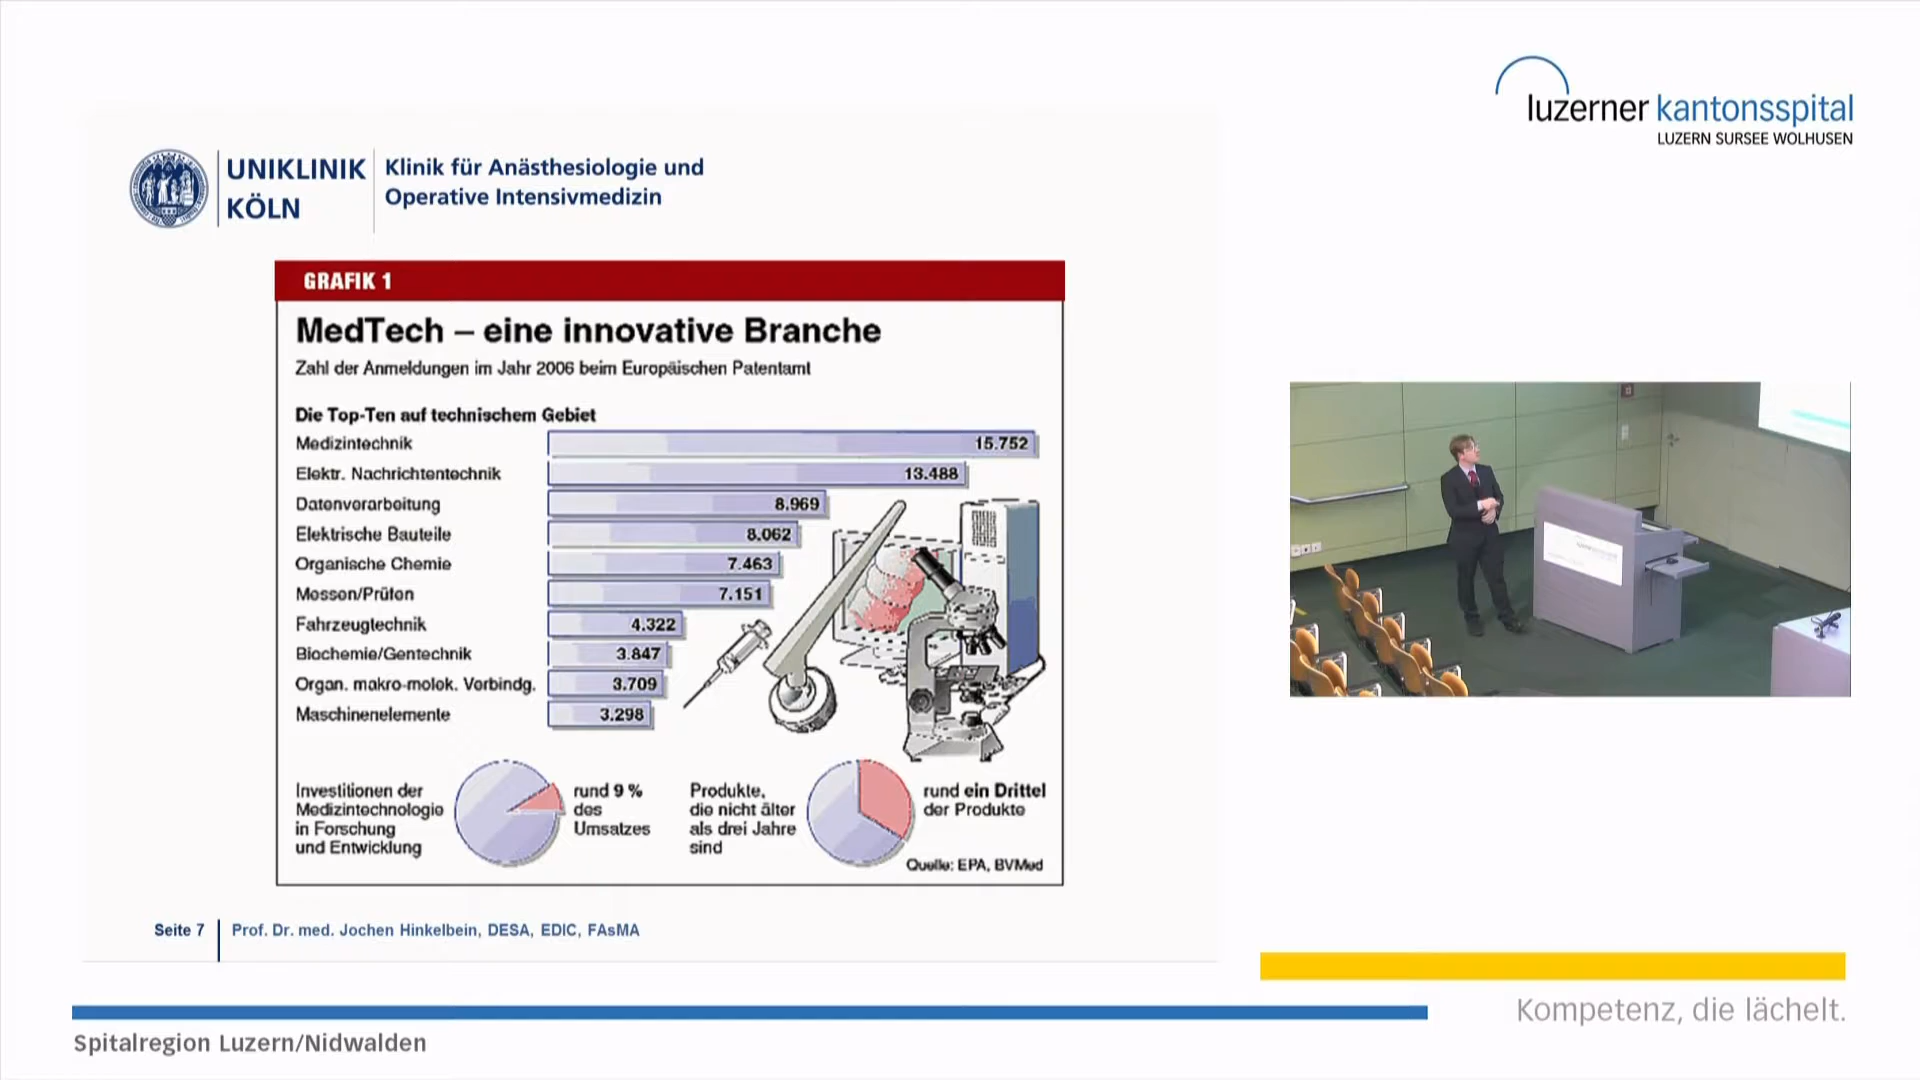 luzerner kantonsspital
LUZERN SURSEE WOLHUSEN
UNIKLINIK
KÖLN
Klinik für Anästhesiologie und
Operative Intensivmedizin
GRAFIK 1
MedTech – eine innovative Branche
Zahl der Anmeldungen im Jahr 2006 beim Europäischen Patentamt
Die Top-Ten auf technischem Gebiet
Medizintechnik 15.752
Elektr. Nachrichtentechnik 13.488
Datenverarbeitung 8.969
Elektrische Bauteile 8.062
Organische Chemie 7.463
Messen/Prüfen 7.151
Fahrzeugtechnik 4.322
Biochemie/Gentechnik 3.847
Organ. makro-molek. Verbindg. 3.709
Maschinenelemente 3.298
Investitionen der
Medizintechnologie
in Forschung
und Entwicklung
rund 9 %
des
Umsatzes
Produkte,
die nicht älter
als drei Jahre
sind
rund ein Drittel
der Produkte
Quelle: EPA, BVMed
Seite 7
Prof. Dr. med. Jochen Hinkelbein, DESA, EDIC, FAsMA
Kompetenz, die lächelt.
Spitalregion Luzern/Nidwalden